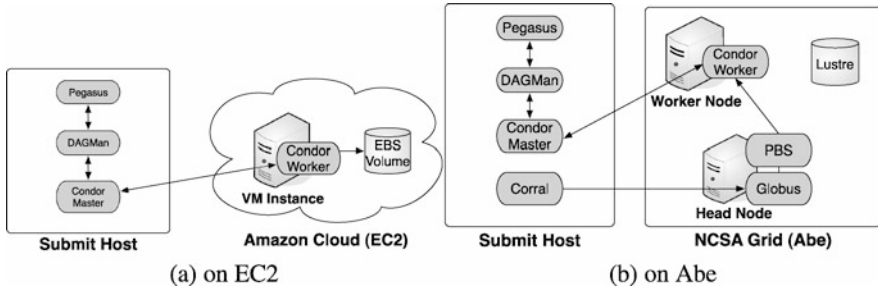 Pegasus
DAGMan
Condor
Master
Submit Host
Condor
Worker
EBS
Volume
VM Instance
Amazon Cloud (EC2)
(a) on EC2
Pegasus
DAGMan
Condor
Master
Corral
Submit Host
Condor
Worker
Worker Node
Lustre
PBS
Globus
Head Node
NCSA Grid (Abe)
(b) on Abe